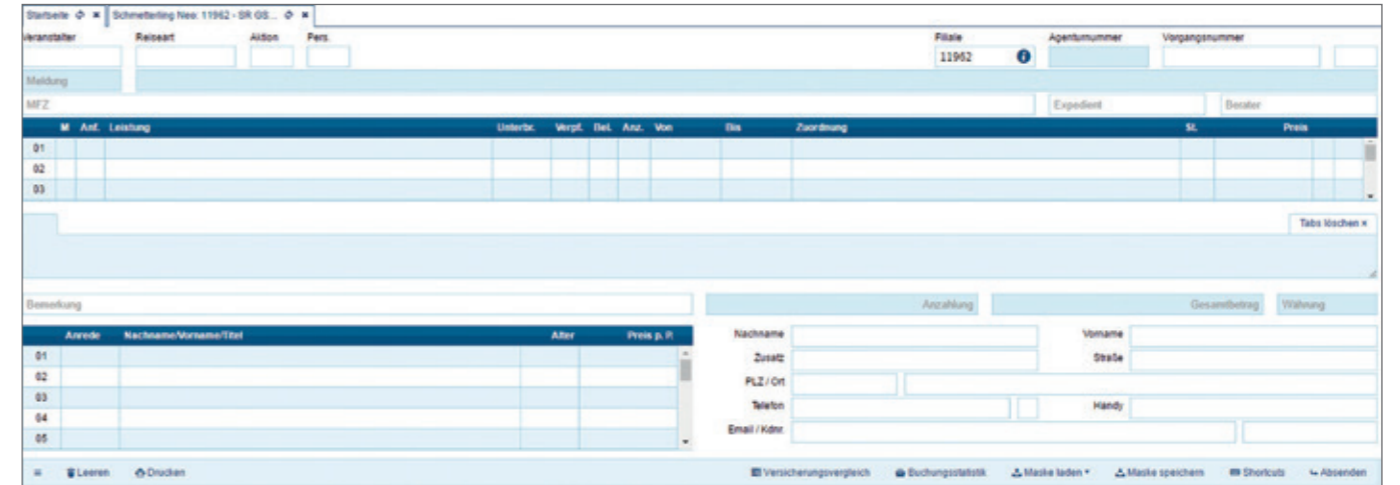 Startseite Schmetterling Neo: 11962 - SR GS...
Veranstalter Reiseart Aktion Pers. Filiale Agenturnummer Vorgangsnummer
11962
Meldung
MFZ Expedient Berater
M Anf. Leistung Unterbr. Verpf. Bel. Anz. Von Bis Zuordnung St. Preis
01
02
03
Tabs löschen ×
Bemerkung Anzahlung Gesamtbetrag Währung
Anrede Nachname/Vorname/Titel Alter Preis p. P. Nachname Vorname
01 Zusatz Straße
02 PLZ / Ort
03
04 Telefon Handy
05 Email / Kdnr.
Leeren Drucken Versicherungsvergleich Buchungsstatistik Maske laden Maske speichern Shortcuts Absenden